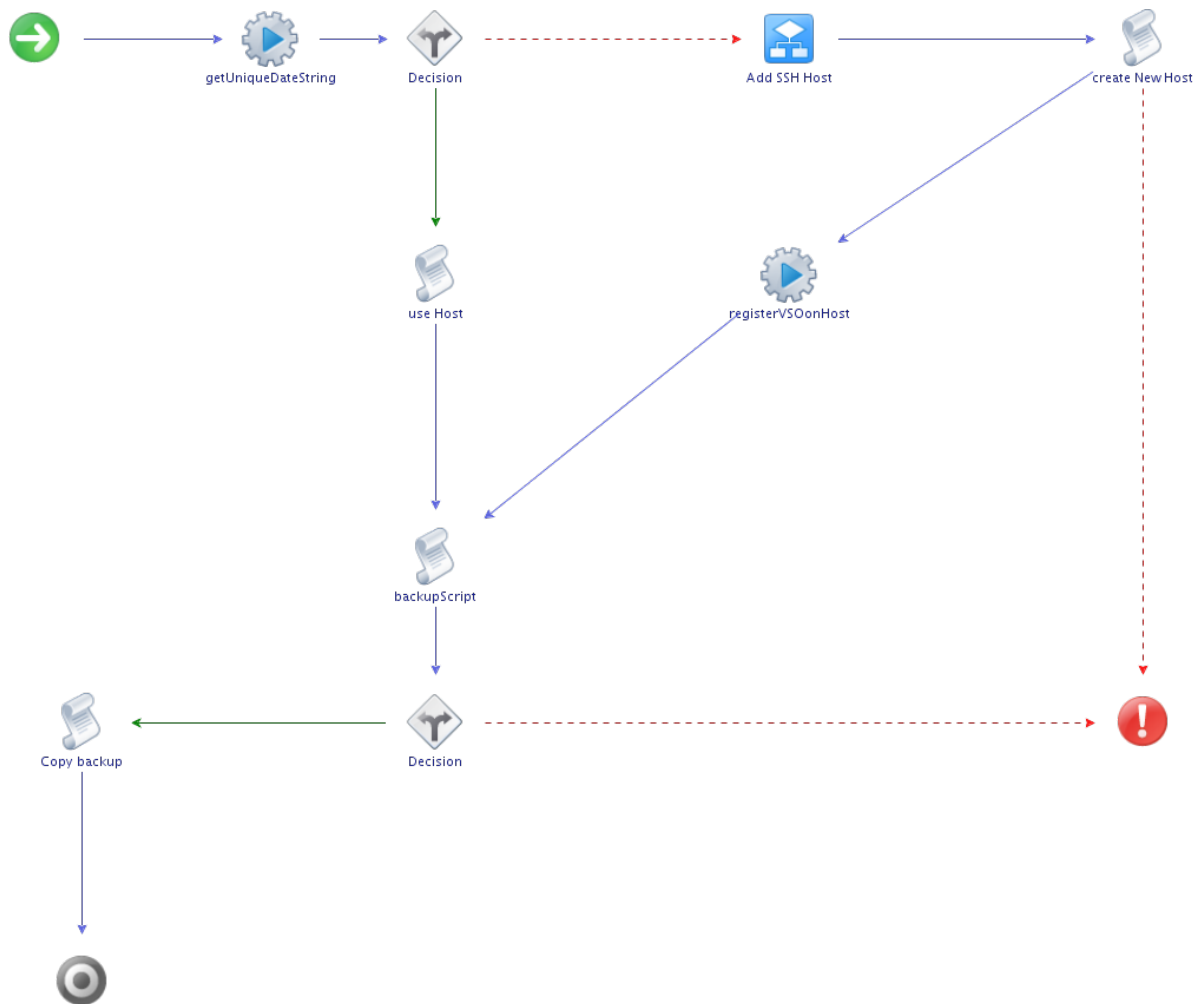 getUniqueDateString
Decision
Add SSH Host
create New Host
use Host
registerVSOonHost
backupScript
Copy backup
Decision